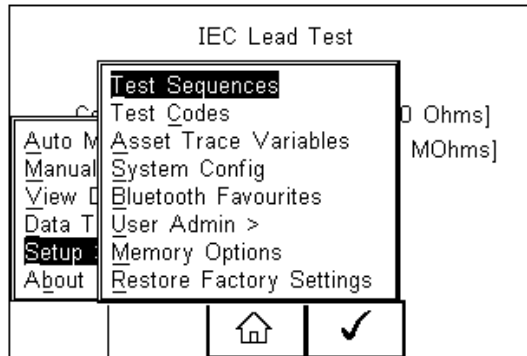 IEC Lead Test
Test Sequences
Test Codes
Asset Trace Variables
System Config
Bluetooth Favourites
User Admin >
Memory Options
Restore Factory Settings
Ohms]
MOhms]
Auto
Manual
View
Data
Setup
About